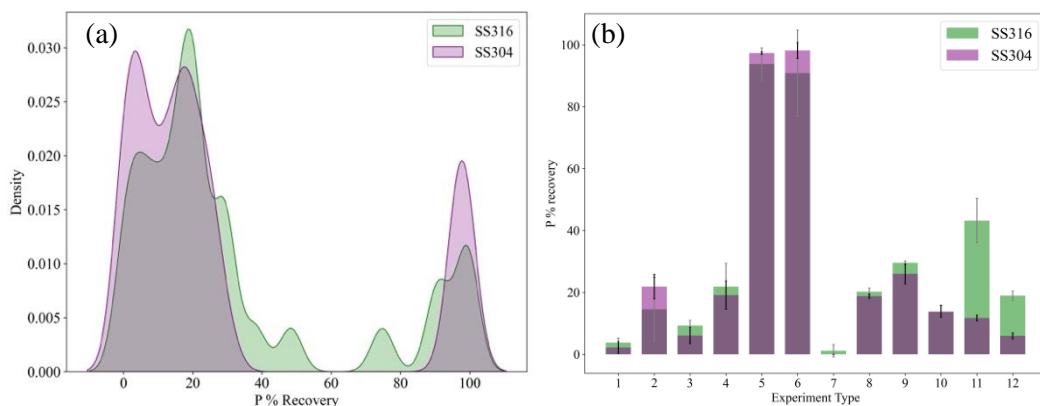 (a)
SS316
SS304
0.030
0.025
0.020
0.015
0.010
0.005
0.000
Density
0 20 40 60 80 100
P % Recovery
(b)
SS316
SS304
100
80
60
40
20
0
P % recovery
1 2 3 4 5 6 7 8 9 10 11 12
Experiment Type